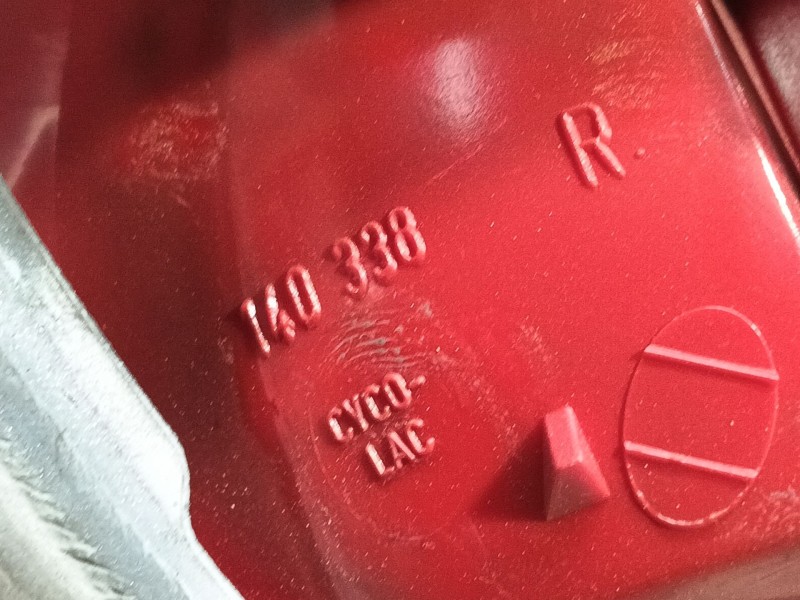 R.
140 338
CYCO-
LAC